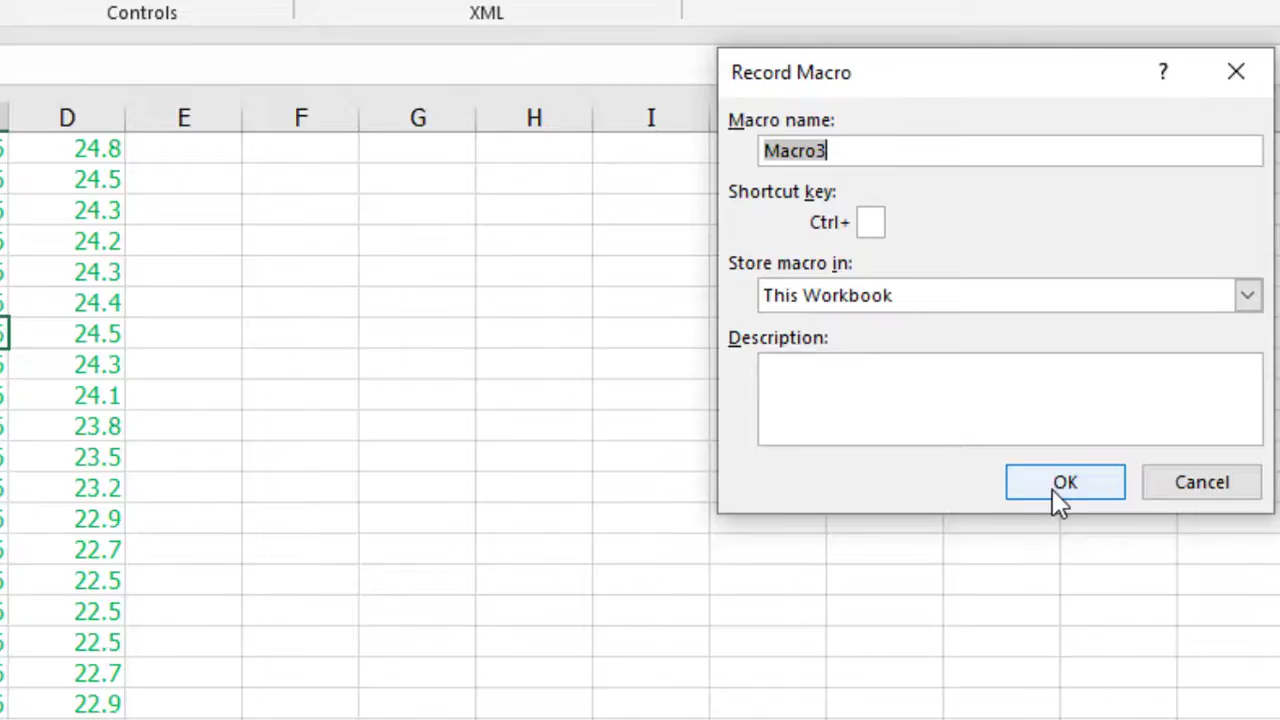 Controls XML
Record Macro ?
Macro name:
Macro3
Shortcut key:
Ctrl+
Store macro in:
This Workbook
Description:
OK Cancel
D E F G H I
24.8
24.5
24.3
24.2
24.3
24.4
24.5
24.3
24.1
23.8
23.5
23.2
22.9
22.7
22.5
22.5
22.5
22.7
22.9